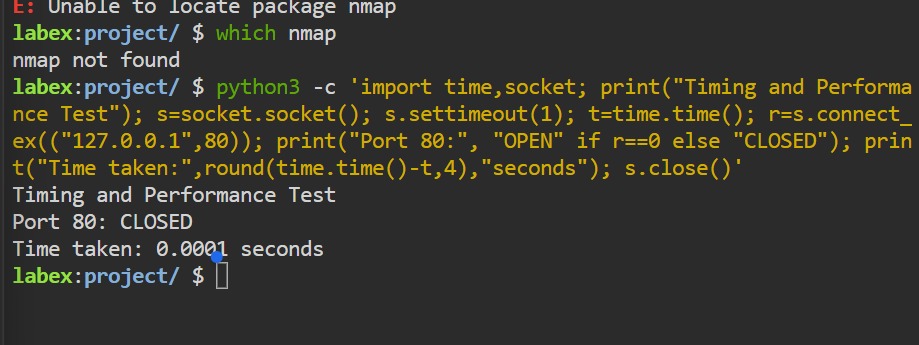 E: Unable to locate package nmap
labex:project/ $ which nmap
nmap not found
labex:project/ $ python3 -c 'import time,socket; print("Timing and Performa
nce Test"); s=socket.socket(); s.settimeout(1); t=time.time(); r=s.connect_
ex(("127.0.0.1",80)); print("Port 80:", "OPEN" if r==0 else "CLOSED"); prin
t("Time taken:",round(time.time()-t,4),"seconds"); s.close()'
Timing and Performance Test
Port 80: CLOSED
Time taken: 0.0001 seconds
labex:project/ $